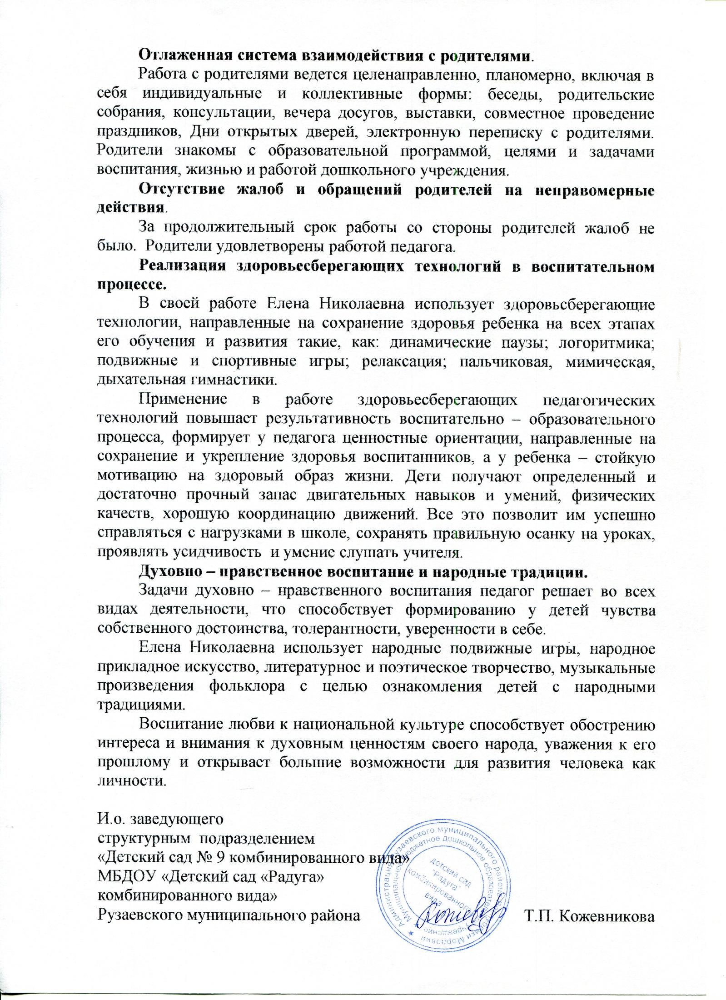 Отлаженная система взаимодействия с родителями.
Работа с родителями ведется целенаправленно, планомерно, включая в
себя индивидуальные и коллективные формы: беседы, родительские
собрания, консультации, вечера досугов, выставки, совместное проведение
праздников, Дни открытых дверей, электронную переписку с родителями.
Родители знакомы с образовательной программой, целями и задачами
воспитания, жизнью и работой дошкольного учреждения.
Отсутствие жалоб и обращений родителей на неправомерные
действия.
За продолжительный срок работы со стороны родителей жалоб не
было. Родители удовлетворены работой педагога.
Реализация здоровьесберегающих технологий в воспитательном
процессе.
В своей работе Елена Николаевна использует здоровьсберегающие
технологии, направленные на сохранение здоровья ребенка на всех этапах
его обучения и развития такие, как: динамические паузы; логоритмика;
подвижные и спортивные игры; релаксация; пальчиковая, мимическая,
дыхательная гимнастики.
Применение в работе здоровьесберегающих педагогических
технологий повышает результативность воспитательно – образовательного
процесса, формирует у педагога ценностные ориентации, направленные на
сохранение и укрепление здоровья воспитанников, а у ребенка – стойкую
мотивацию на здоровый образ жизни. Дети получают определенный и
достаточно прочный запас двигательных навыков и умений, физических
качеств, хорошую координацию движений. Все это позволит им успешно
справляться с нагрузками в школе, сохранять правильную осанку на уроках,
проявлять усидчивость и умение слушать учителя.
Духовно – нравственное воспитание и народные традиции.
Задачи духовно – нравственного воспитания педагог решает во всех
видах деятельности, что способствует формированию у детей чувства
собственного достоинства, толерантности, уверенности в себе.
Елена Николаевна использует народные подвижные игры, народное
прикладное искусство, литературное и поэтическое творчество, музыкальные
произведения фольклора с целью ознакомления детей с народными
традициями.
Воспитание любви к национальной культуре способствует обострению
интереса и внимания к духовным ценностям своего народа, уважения к его
прошлому и открывает большие возможности для развития человека как
личности.
И.о. заведующего
структурным подразделением
«Детский сад № 9 комбинированного вида»
МБДОУ «Детский сад «Радуга»
комбинированного вида»
Рузаевского муниципального района Т.П. Кожевникова
Администрация Рузаевского муниципального района Республики Мордовия
Муниципальное бюджетное дошкольное образовательное учреждение
детский сад
"Радуга"
комбинированного
вида